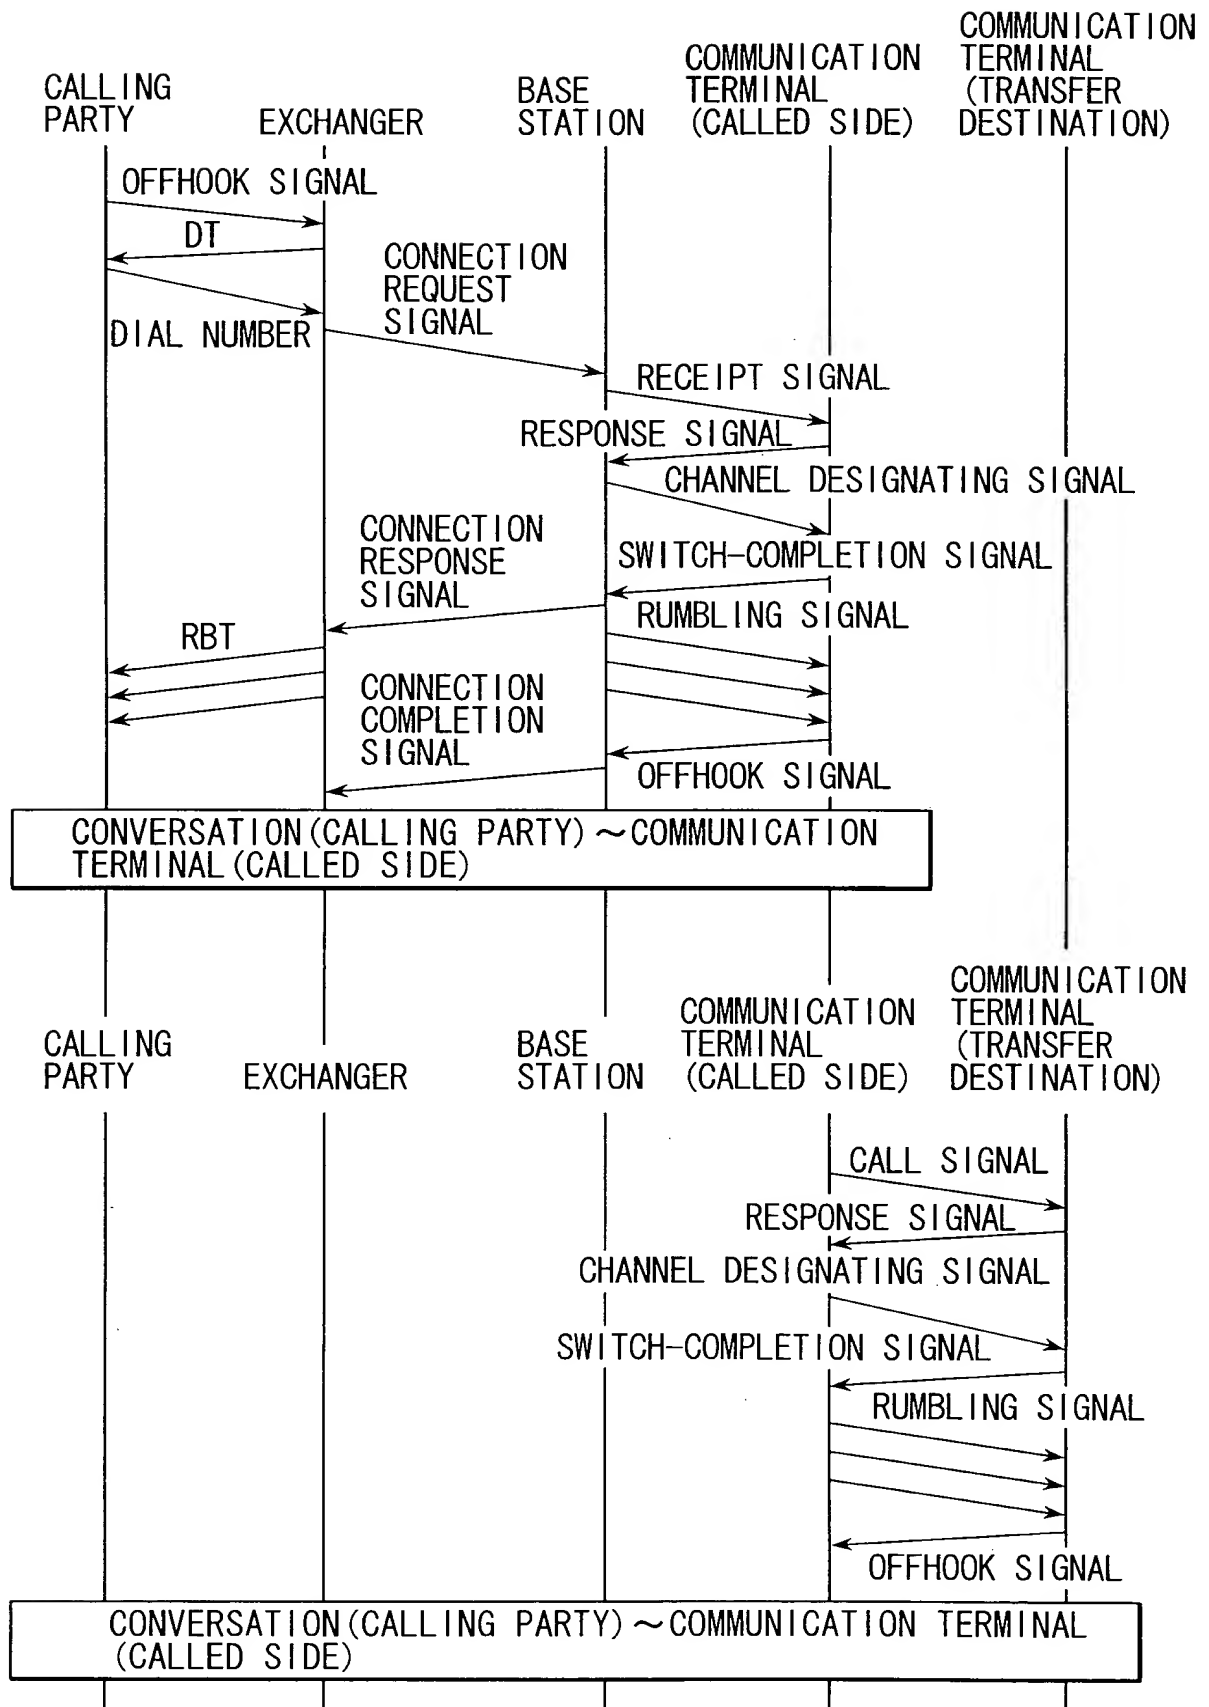 CALLING
PARTY
EXCHANGER
BASE
STATION
COMMUNICATION
TERMINAL
(CALLED SIDE)
COMMUNICATION
TERMINAL
(TRANSFER
DESTINATION)
OFFHOOK SIGNAL
DT
DIAL NUMBER
CONNECTION
REQUEST
SIGNAL
RECEIPT SIGNAL
RESPONSE SIGNAL
CHANNEL DESIGNATING SIGNAL
SWITCH-COMPLETION SIGNAL
CONNECTION
RESPONSE
SIGNAL
RUMBLING SIGNAL
RBT
CONNECTION
COMPLETION
SIGNAL
OFFHOOK SIGNAL
CONVERSATION(CALLING PARTY)~COMMUNICATION
TERMINAL(CALLED SIDE)
CALLING
PARTY
EXCHANGER
BASE
STATION
COMMUNICATION
TERMINAL
(CALLED SIDE)
COMMUNICATION
TERMINAL
(TRANSFER
DESTINATION)
CALL SIGNAL
RESPONSE SIGNAL
CHANNEL DESIGNATING SIGNAL
SWITCH-COMPLETION SIGNAL
RUMBLING SIGNAL
OFFHOOK SIGNAL
CONVERSATION(CALLING PARTY)~COMMUNICATION TERMINAL
(CALLED SIDE)